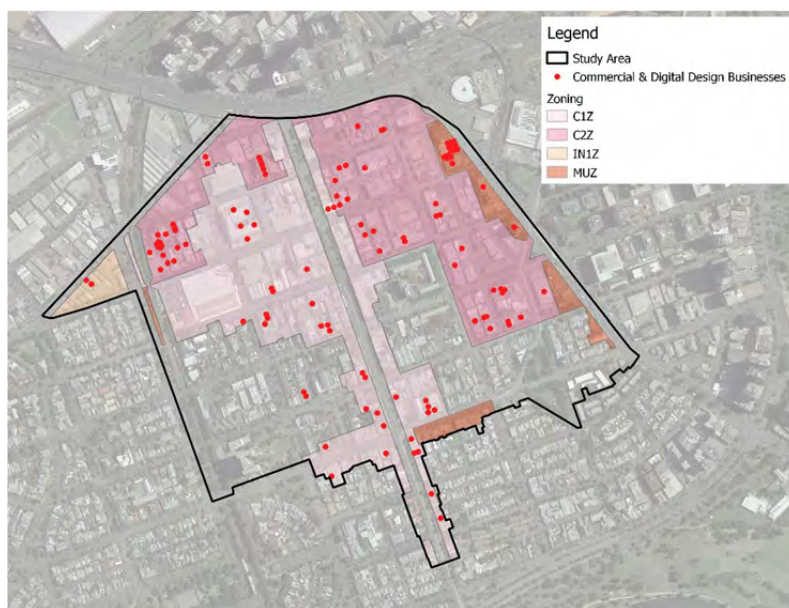 Legend
Study Area
Commercial & Digital Design Businesses
Zoning
C1Z
C2Z
IN1Z
MUZ